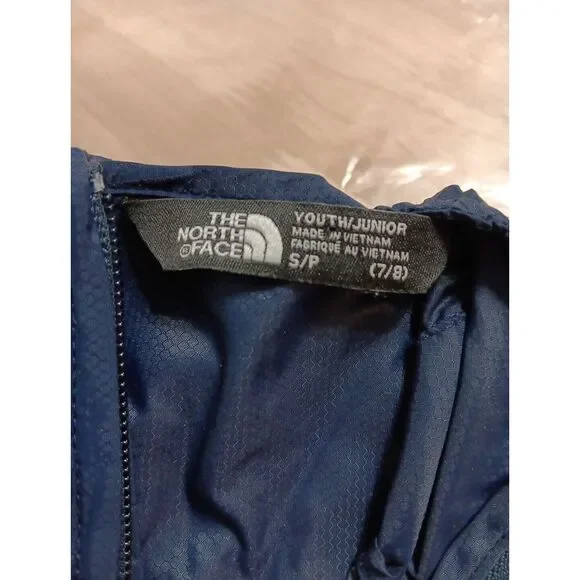 THE
NORTH
®FACE
YOUTH/JUNIOR
MADE IN VIETNAM
FABRIQUÉ AU VIETNAM
S/P (7/8)